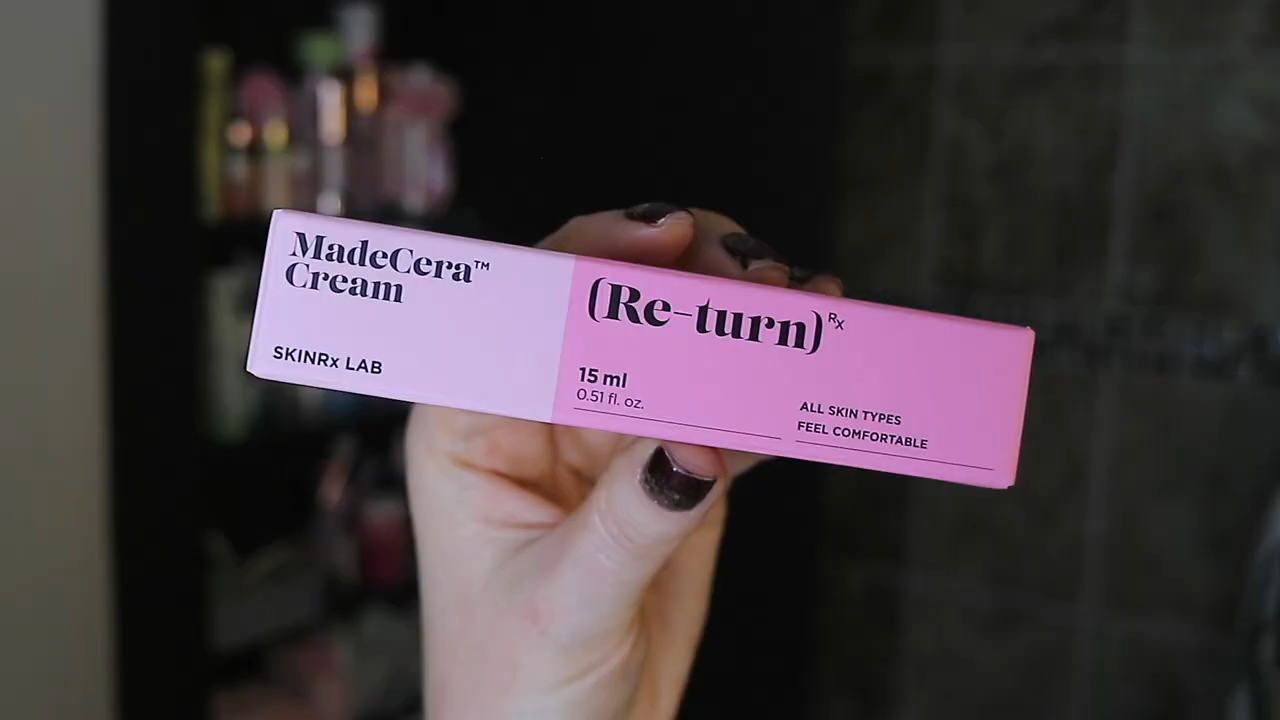 MadeCera™
Cream
SKINRx LAB
(Re-turn)Rx
15 ml
0.51 fl. oz.
ALL SKIN TYPES
FEEL COMFORTABLE